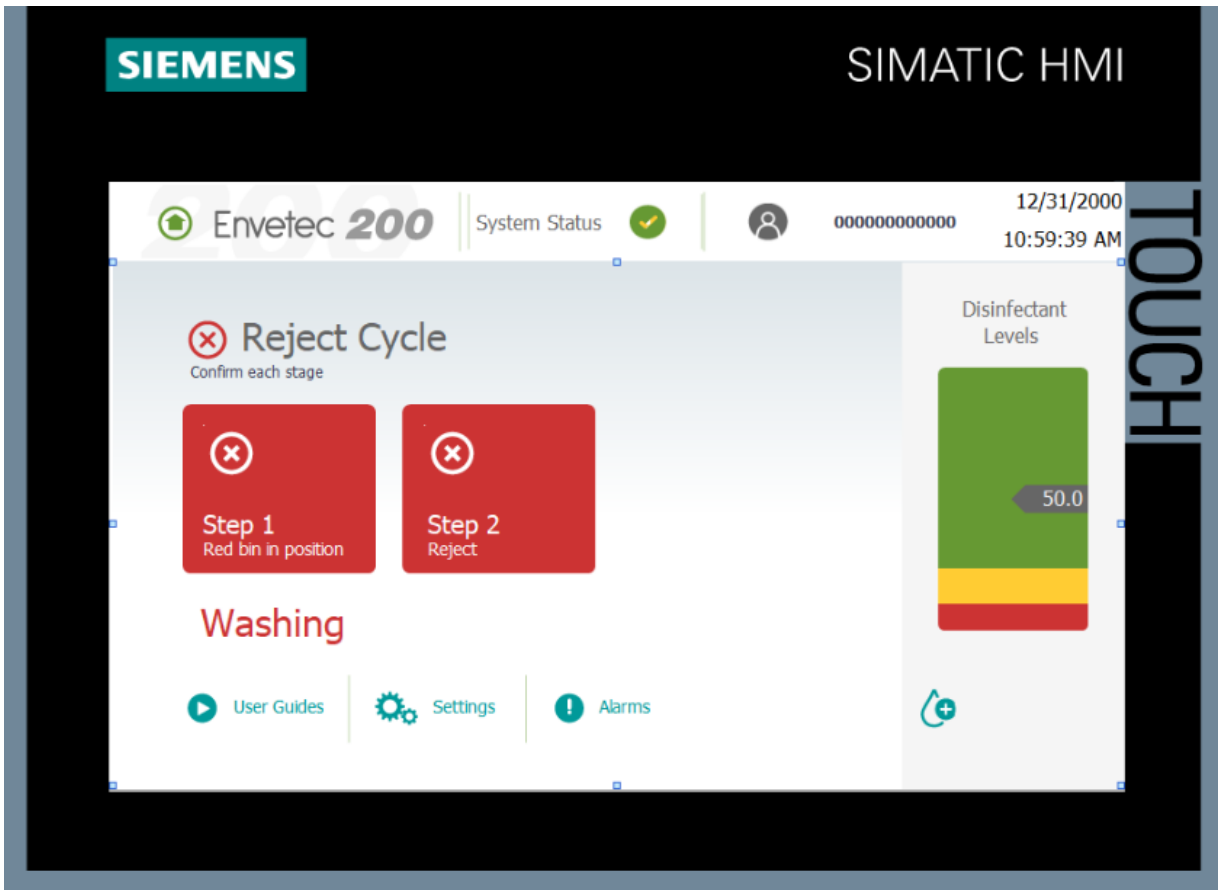 SIEMENS
SIMATIC HMI
TOUCH
200
Envetec 200
System Status
000000000000
12/31/2000
10:59:39 AM
Reject Cycle
Confirm each stage
Step 1
Red bin in position
Step 2
Reject
Washing
User Guides
Settings
Alarms
Disinfectant
Levels
50.0